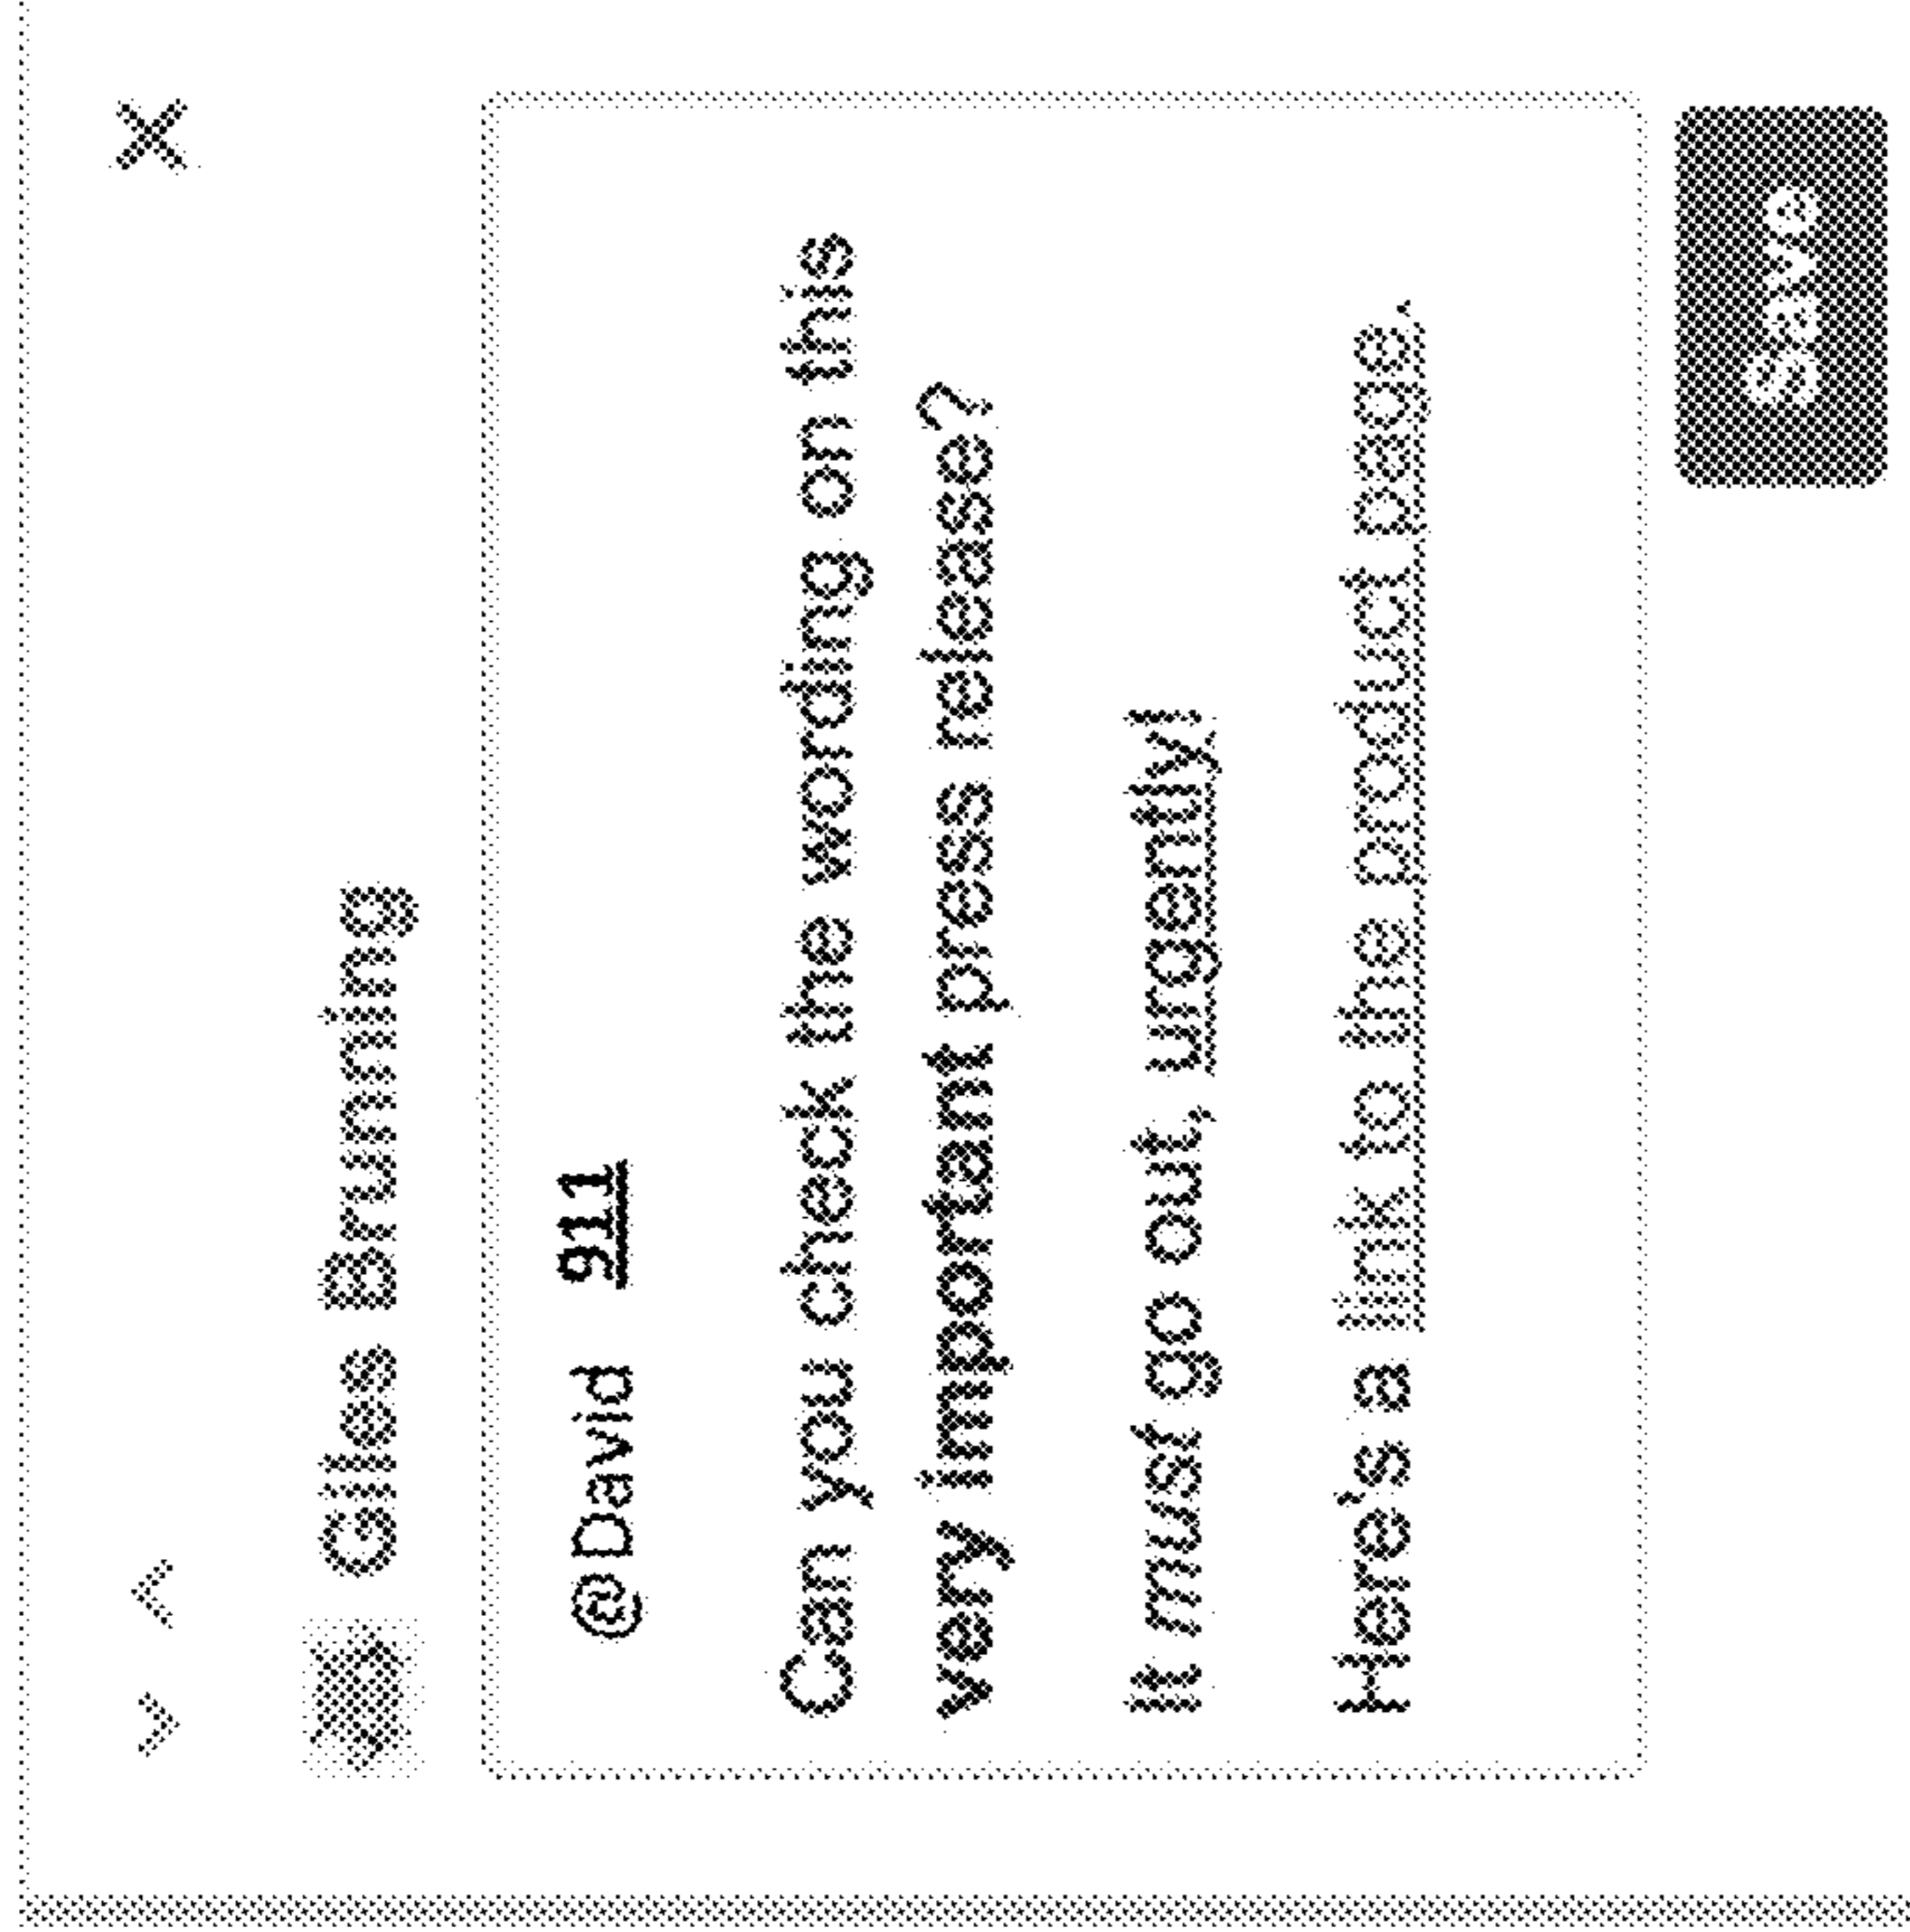 Giles Brunning
@David 911
Can you check the wording on this
very important press release?
It must go out, urgently!
Here's a link to the product page.
Save